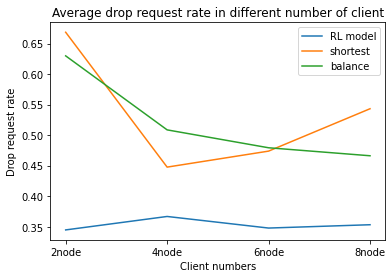 Average drop request rate in different number of client
RL model
shortest
balance
Drop request rate
0.65
0.60
0.55
0.50
0.45
0.40
0.35
2node
4node
6node
8node
Client numbers